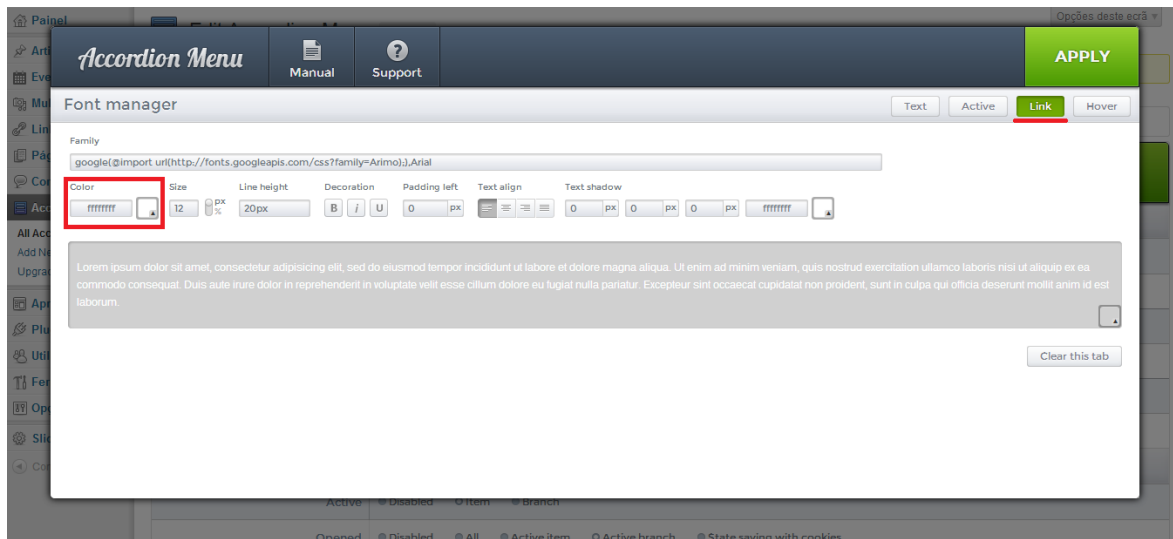 Painel
Opções deste ecrã
Accordion Menu
Manual
Support
APPLY
Font manager
Text Active Link Hover
Family
google(@import url(http://fonts.googleapis.com/css?family=Arimo);),Arial
Color Size Line height Decoration Padding left Text align Text shadow
ffffffff 12 px % 20px B i U 0 px 0 px 0 px 0 px ffffffff
All Acc
Add Ne
Upgra
Lorem ipsum dolor sit amet, consectetur adipisicing elit, sed do eiusmod tempor incididunt ut labore et dolore magna aliqua. Ut enim ad minim veniam, quis nostrud exercitation ullamco laboris nisi ut aliquip ex ea
commodo consequat. Duis aute irure dolor in reprehenderit in voluptate velit esse cillum dolore eu fugiat nulla pariatur. Excepteur sint occaecat cupidatat non proident, sunt in culpa qui officia deserunt mollit anim id est
laborum.
Clear this tab
Active Disabled Item Branch
Opened Disabled All Active item Active branch State saving with cookies